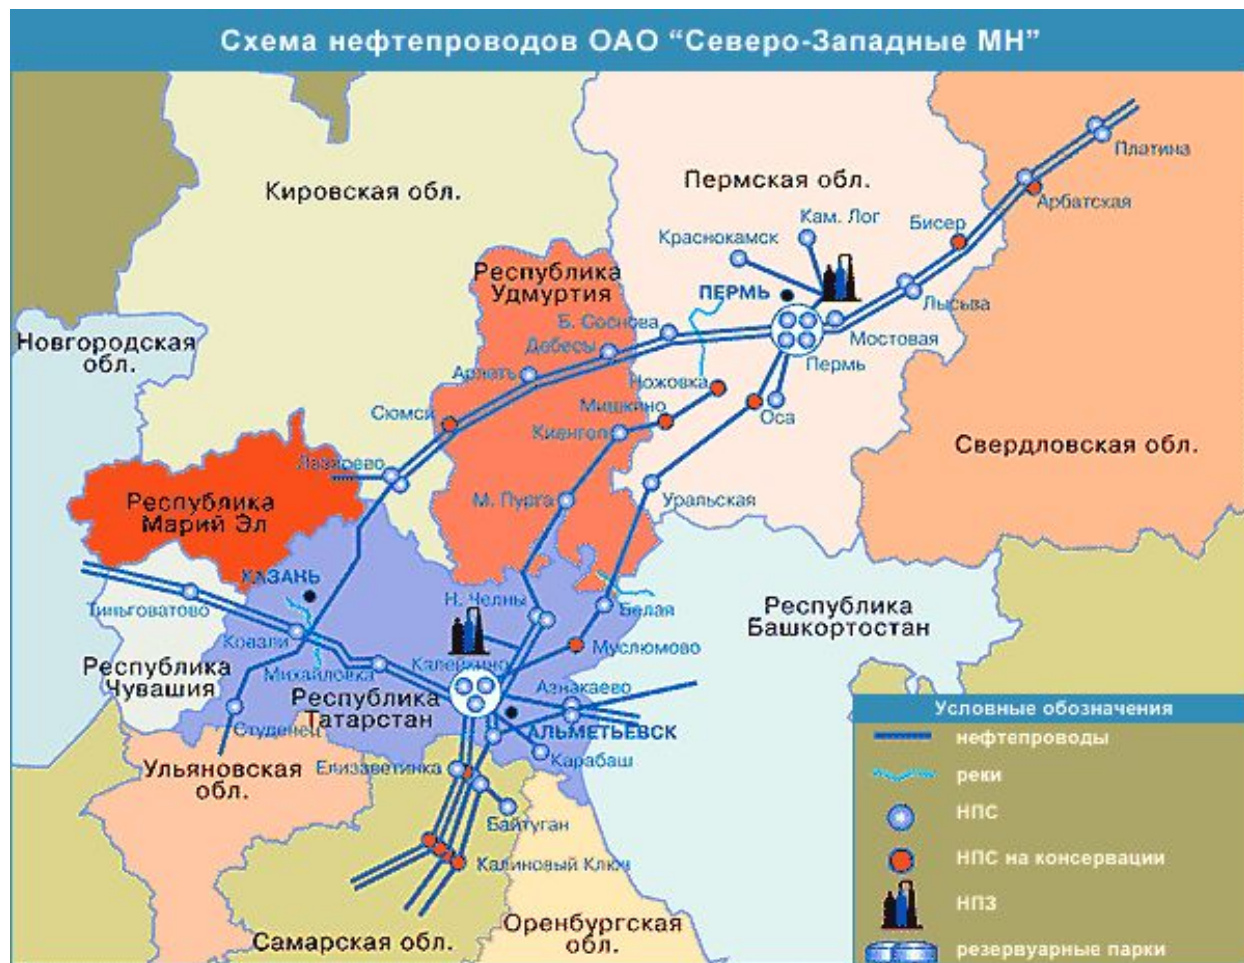 Схема нефтепроводов ОАО “Северо-Западные МН”
Платина
Кировская обл.
Пермская обл.
Арбатская
Кам. Лог
Бисер
Краснокамск
Республика
Удмуртия
ПЕРМЬ
Лысьва
Новгородская
обл.
Б. Соснова
Мостовая
Дебесы
Пермь
Арлеть
Ножовка
Мишкино
Сюмси
Оса
Киенгоп
Свердловская обл.
Лазарево
Республика
Марий Эл
М. Пурга
Уральская
КАЗАНЬ
Н. Челны
Тиньговатово
Белая
Республика
Башкортостан
Ковали
Муслюмово
Республика
Чувашия
Михайловка
Калейкино
Азнакаево
Республика
Татарстан
Студенец
АЛЬМЕТЬЕВСК
Карабаш
Ульяновская
обл.
Елизаветинка
Байтуган
Калиновый Ключ
Самарская обл.
Оренбургская
обл.
Условные обозначения
нефтепроводы
реки
НПС
НПС на консервации
НПЗ
резервуарные парки